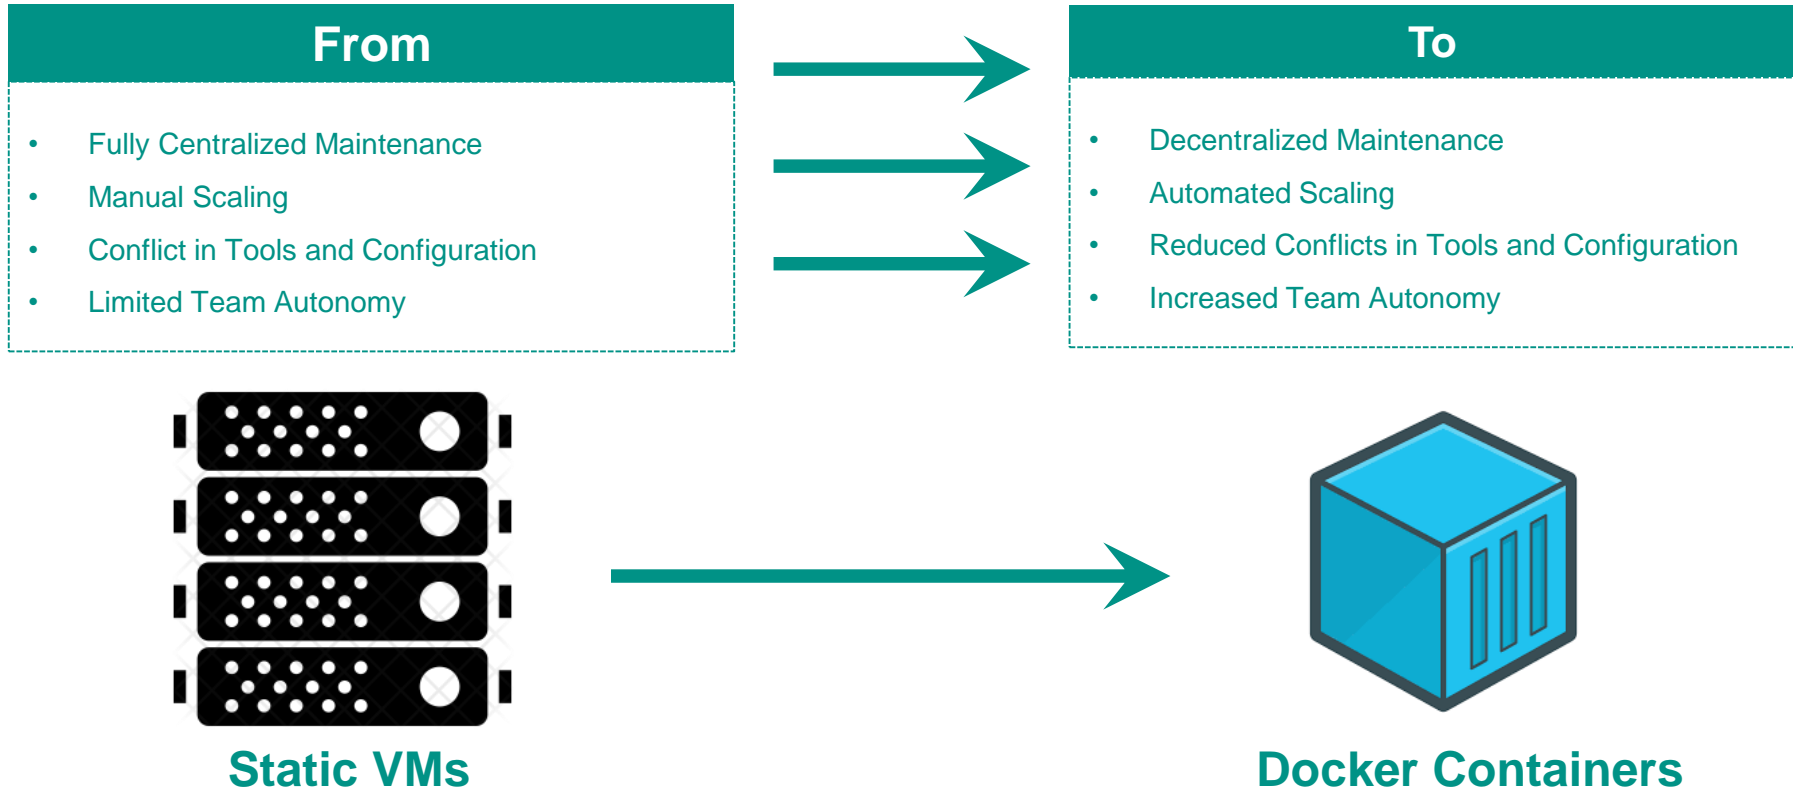 From
• Fully Centralized Maintenance
• Manual Scaling
• Conflict in Tools and Configuration
• Limited Team Autonomy
To
• Decentralized Maintenance
• Automated Scaling
• Reduced Conflicts in Tools and Configuration
• Increased Team Autonomy
Static VMs
Docker Containers